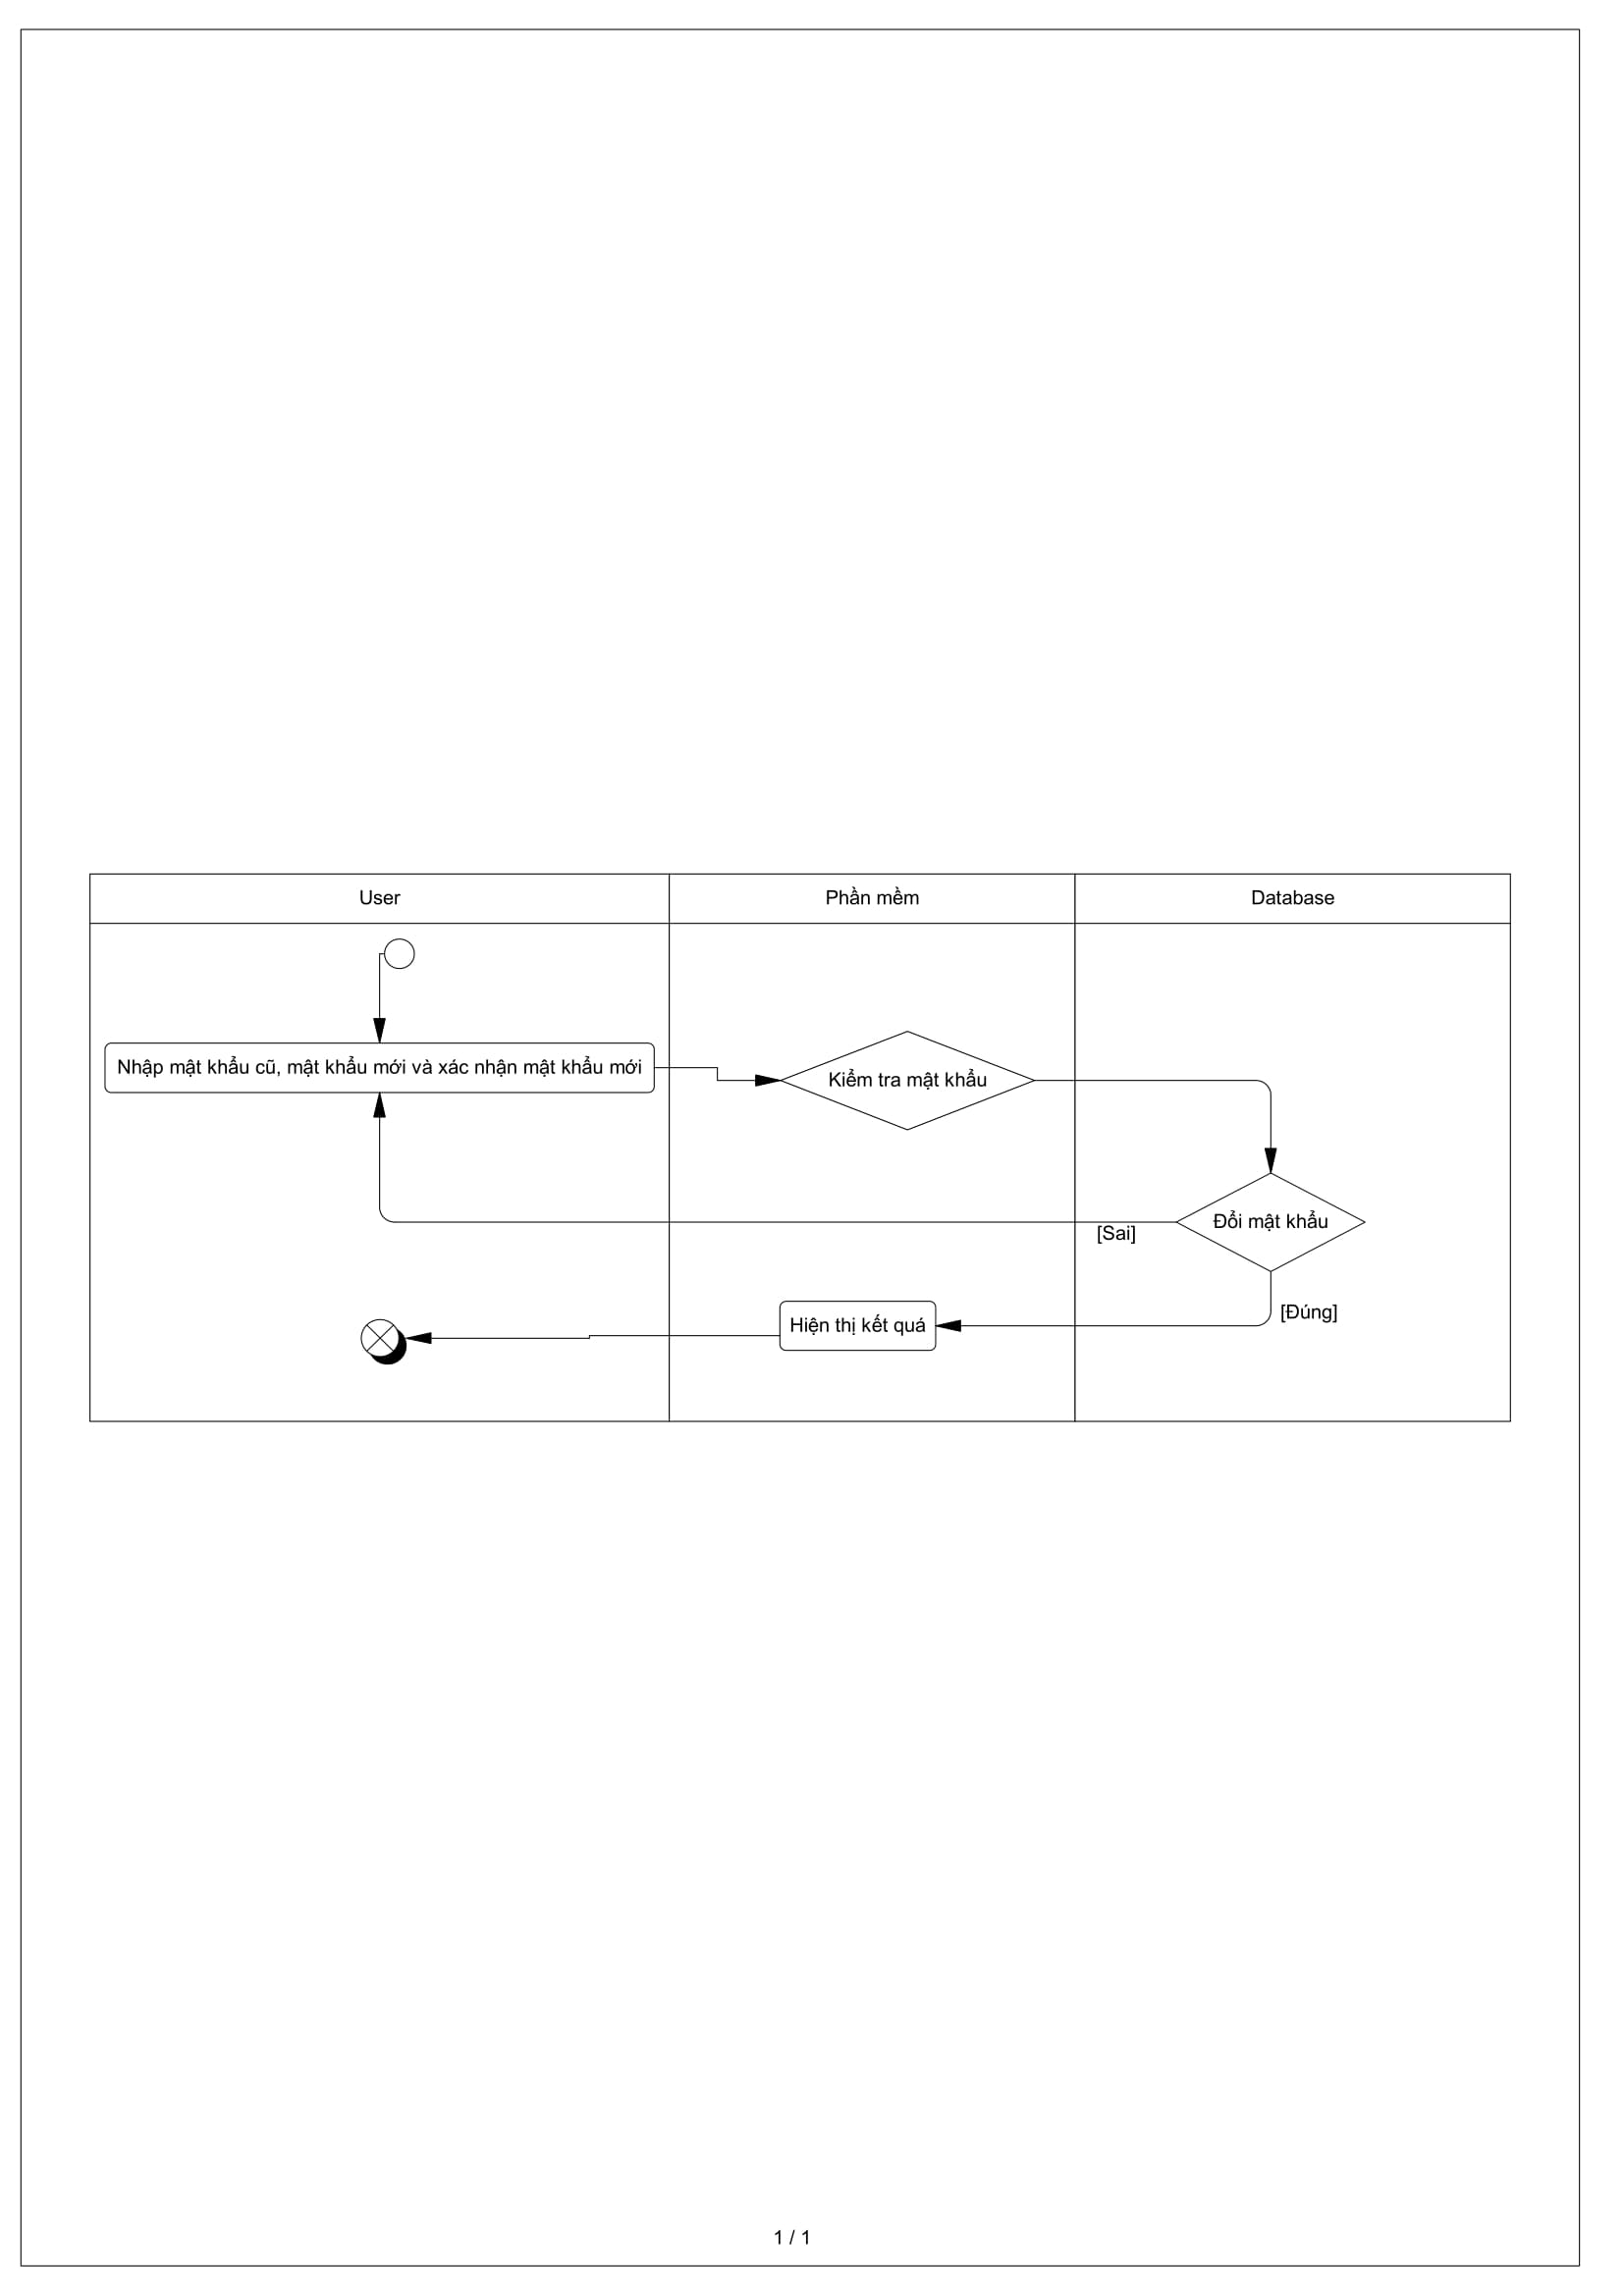 User
Phần mềm
Database
Nhập mật khẩu cũ, mật khẩu mới và xác nhận mật khẩu mới
Kiểm tra mật khẩu
Đổi mật khẩu
[Sai]
[Đúng]
Hiện thị kết quá
1 / 1